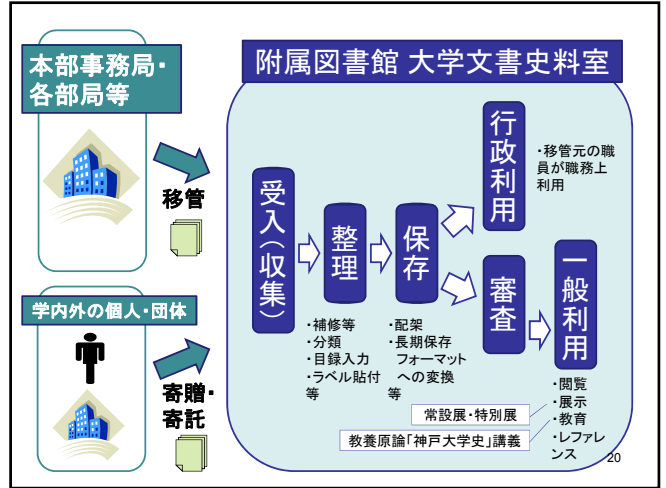 本部事務局・
各部局等
移管
学内外の個人・団体
寄贈・
寄託
附属図書館 大学文書史料室
受入(収集)
整理
・補修等
・分類
・目録入力
・ラベル貼付
等
保存
・配架
・長期保存
フォーマット
への変換
等
行政利用
・移管元の職
員が職務上
利用
審査
一般利用
・閲覧
・展示
・教育
・レファレ
ンス
常設展・特別展
教養原論「神戸大学史」講義
20